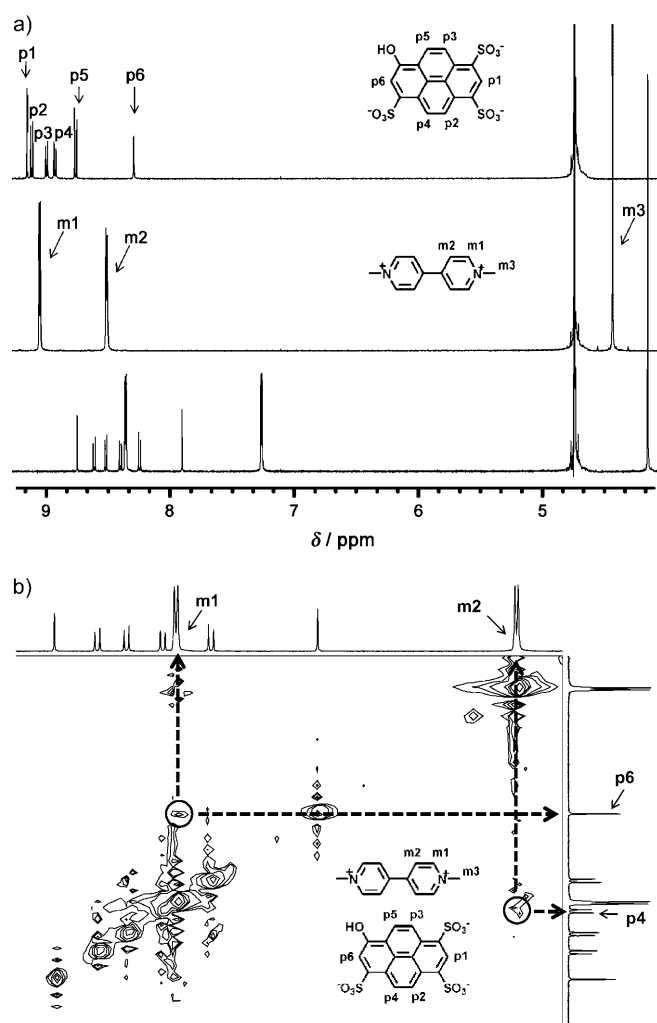 a)
p1
p2
p3
p4
p5
p6
p5 p3
HO
SO₃⁻
p6
p1
⁻O₃S
SO₃⁻
p4 p2
m1
m2
m3
m2 m1
N⁺
N⁺
m3
9 8 7 6 5
δ / ppm
b)
m1
m2
p6
m2 m1
N⁺
N⁺
m3
p4
p5 p3
HO
SO₃⁻
p6
p1
⁻O₃S
SO₃⁻
p4 p2